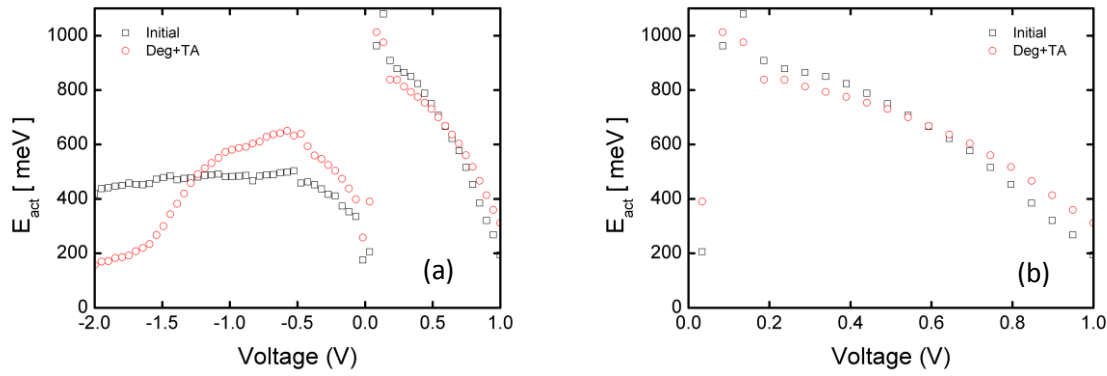 1000
800
600
400
200
0
E_act [ meV ]
Initial
Deg+TA
(a)
-2.0 -1.5 -1.0 -0.5 0.0 0.5 1.0
Voltage (V)
1000
800
600
400
200
0
E_act [ meV ]
Initial
Deg+TA
(b)
0.0 0.2 0.4 0.6 0.8 1.0
Voltage (V)